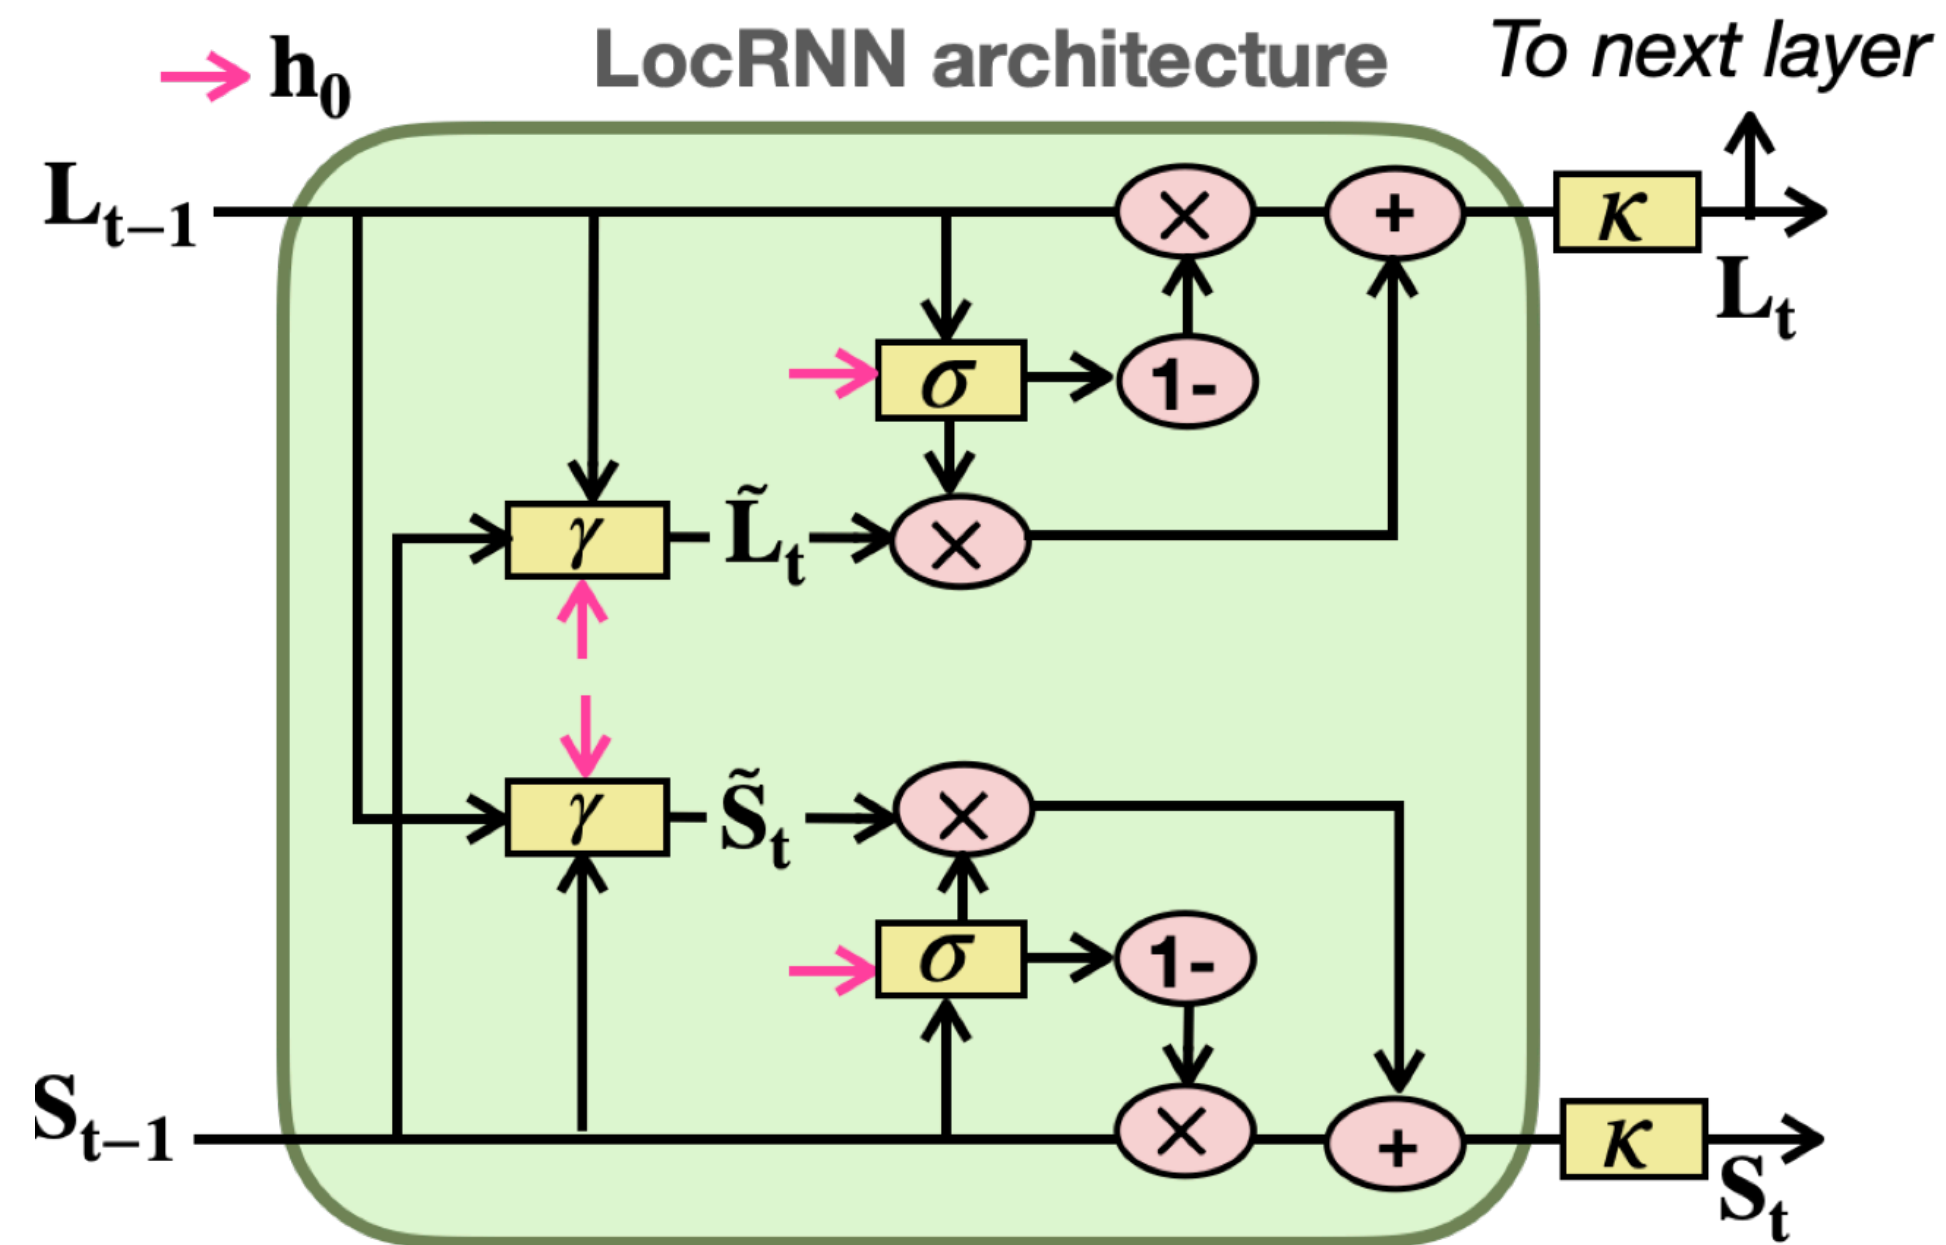 h₀ LocRNN architecture To next layer
Lₜ₋₁ × + κ
Lₜ
σ 1-
γ L̃ₜ ×
γ S̃ₜ ×
σ 1-
Sₜ₋₁ × + κ
Sₜ